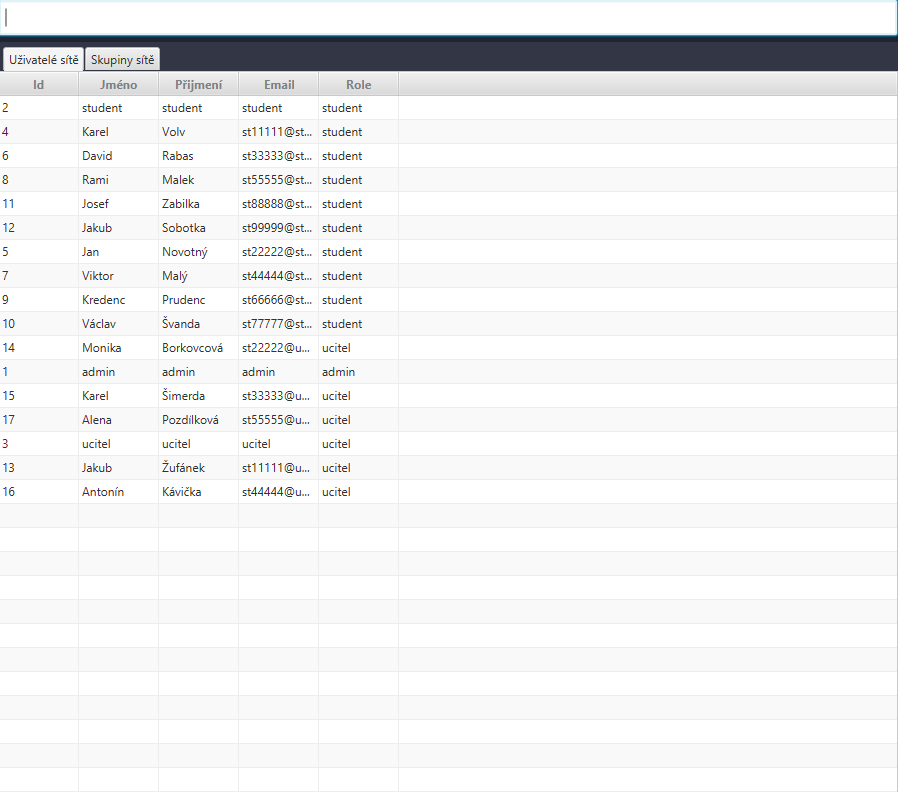 Uživatelé sítě Skupiny sítě
Id Jméno Přijmení Email Role
2 student student student student
4 Karel Volv st11111@st... student
6 David Rabas st33333@st... student
8 Rami Malek st55555@st... student
11 Josef Zabilka st88888@st... student
12 Jakub Sobotka st99999@st... student
5 Jan Novotný st22222@st... student
7 Viktor Malý st44444@st... student
9 Kredenc Prudenc st66666@st... student
10 Václav Švanda st77777@st... student
14 Monika Borkovcová st22222@u... ucitel
1 admin admin admin admin
15 Karel Šimerda st33333@u... ucitel
17 Alena Pozdílková st55555@u... ucitel
3 ucitel ucitel ucitel ucitel
13 Jakub Žufánek st11111@u... ucitel
16 Antonín Kávička st44444@u... ucitel